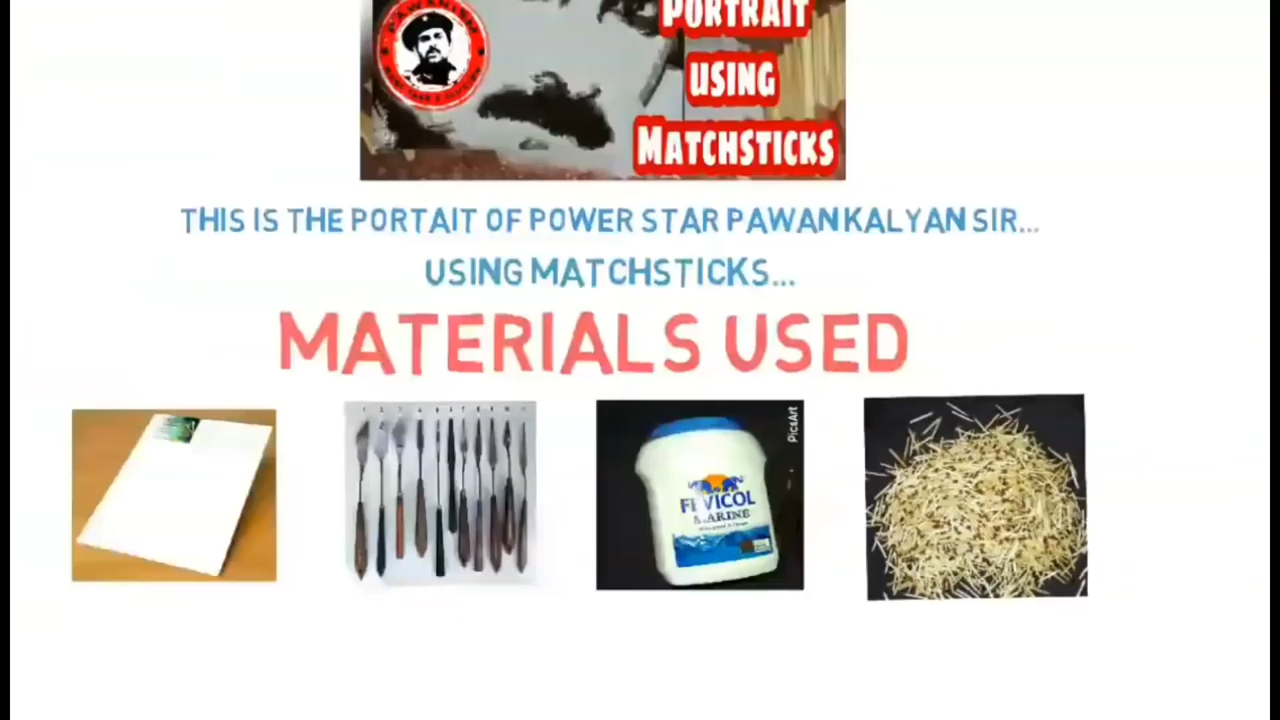 PAWANISM
PORTRAIT
USING
MATCHSTICKS
THIS IS THE PORTAIT OF POWER STAR PAWANKALYAN SIR...
USING MATCHSTICKS...
MATERIALS USED
PicsArt
FEVICOL
MARINE